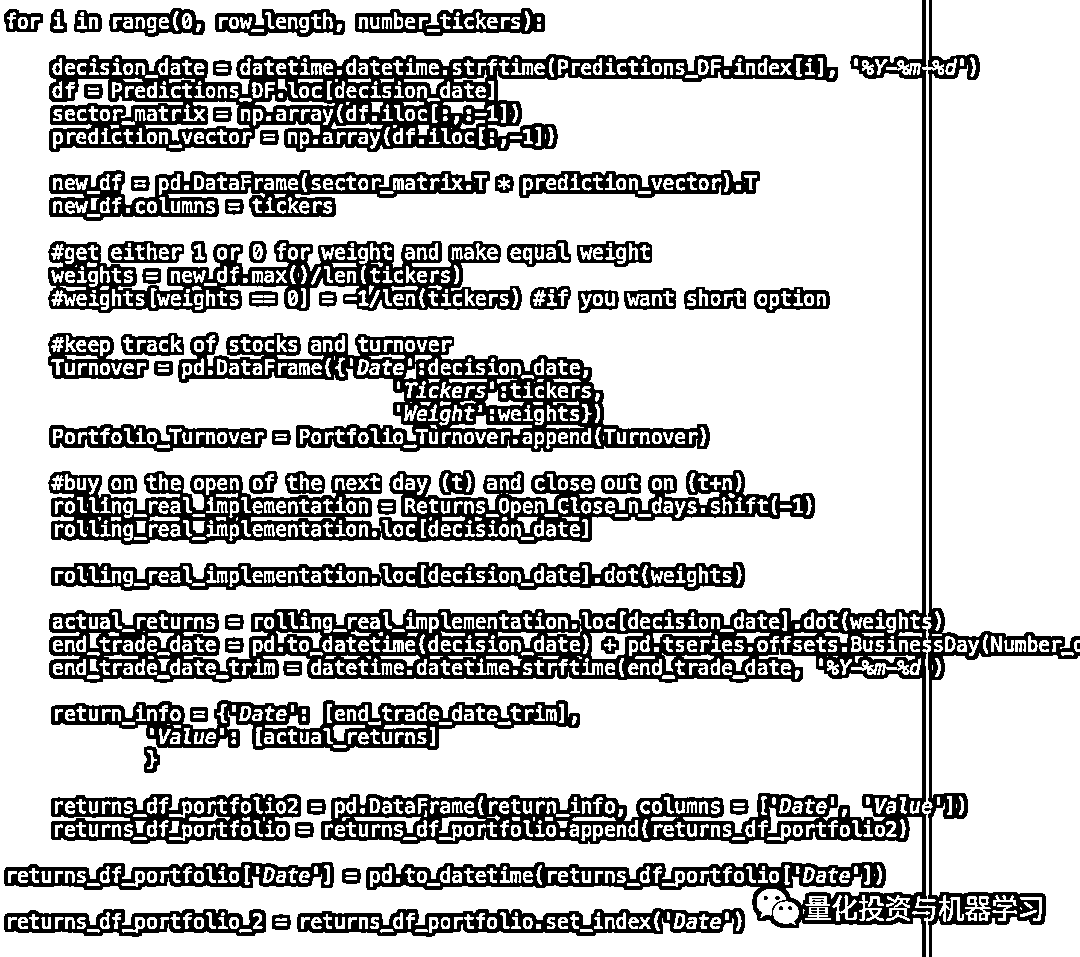 for i in range(0, row_length, number_tickers):
decision_date = datetime.datetime.strftime(Predictions_DF.index[i], '%Y-%m-%d')
df = Predictions_DF.loc[decision_date]
sector_matrix = np.array(df.iloc[:,:-1])
prediction_vector = np.array(df.iloc[:,-1])
new_df = pd.DataFrame(sector_matrix.T * prediction_vector).T
new_df.columns = tickers
#get either 1 or 0 for weight and make equal weight
weights = new_df.max()/len(tickers)
#weights[weights == 0] = -1/len(tickers) #if you want short option
#keep track of stocks and turnover
Turnover = pd.DataFrame({'Date':decision_date,
'Tickers':tickers,
'Weight':weights})
Portfolio_Turnover = Portfolio_Turnover.append(Turnover)
#buy on the open of the next day (t) and close out on (t+n)
rolling_real_implementation = Returns_Open_Close_n_days.shift(-1)
rolling_real_implementation.loc[decision_date]
rolling_real_implementation.loc[decision_date].dot(weights)
actual_returns = rolling_real_implementation.loc[decision_date].dot(weights)
end_trade_date = pd.to_datetime(decision_date) + pd.tseries.offsets.BusinessDay(Number_
end_trade_date_trim = datetime.datetime.strftime(end_trade_date, '%Y-%m-%d')
return_info = {'Date': [end_trade_date_trim],
'Value': [actual_returns]
}
returns_df_portfolio2 = pd.DataFrame(return_info, columns = ['Date', 'Value'])
returns_df_portfolio = returns_df_portfolio.append(returns_df_portfolio2)
returns_df_portfolio['Date'] = pd.to_datetime(returns_df_portfolio['Date'])
returns_df_portfolio_2 = returns_df_portfolio.set_index('Date')
量化投资与机器学习